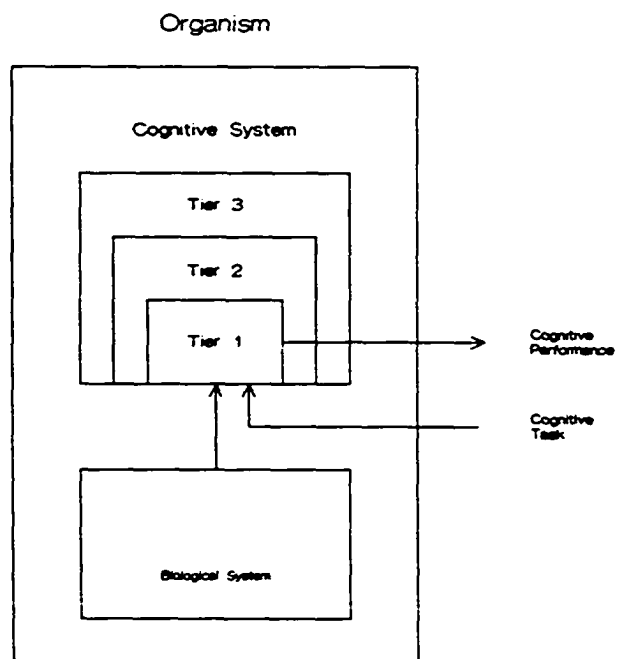 Organism
Cognitive System
Tier 3
Tier 2
Tier 1
Cognitive
Performance
Cognitive
Task
Biological System